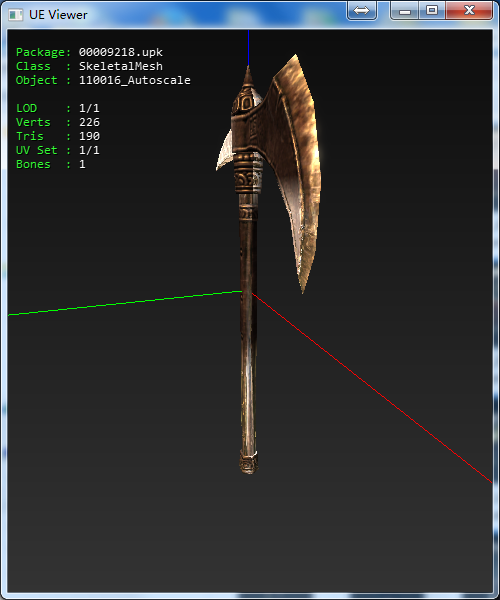 UE Viewer
Package: 00009218.upk
Class : SkeletalMesh
Object : 110016_Autoscale
LOD : 1/1
Verts : 226
Tris : 190
UV Set : 1/1
Bones : 1